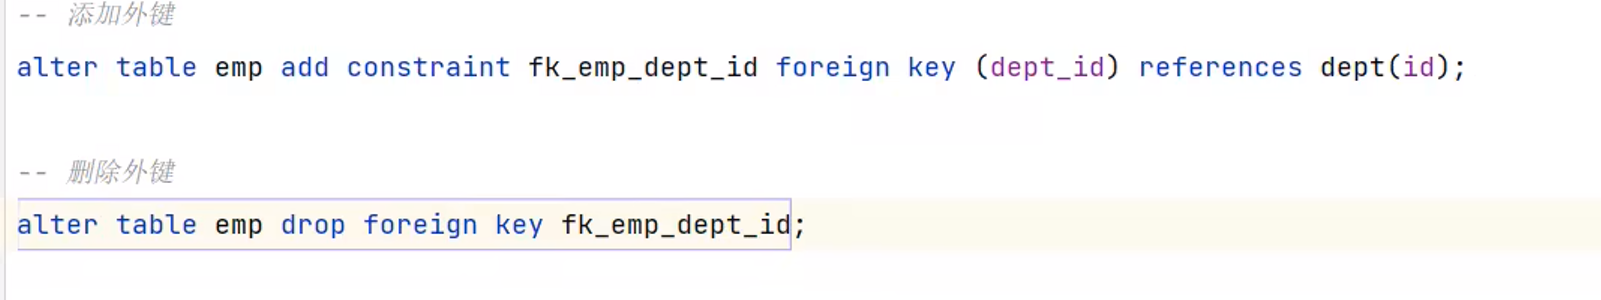 -- 添加外键
alter table emp add constraint fk_emp_dept_id foreign key (dept_id) references dept(id);
-- 删除外键
alter table emp drop foreign key fk_emp_dept_id;